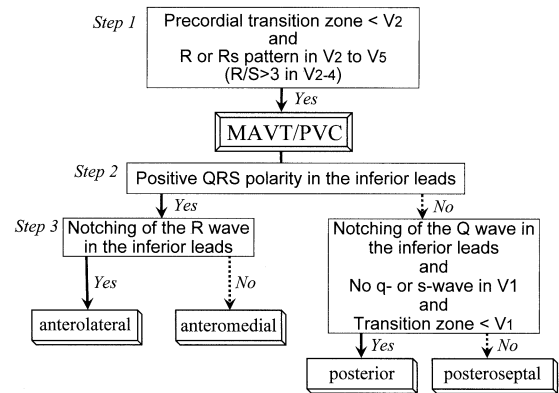 Step 1
Precordial transition zone < V2
and
R or Rs pattern in V2 to V5
(R/S>3 in V2-4)
Yes
MAVT/PVC
Step 2
Positive QRS polarity in the inferior leads
Yes
No
Step 3
Notching of the R wave
in the inferior leads
Notching of the Q wave in
the inferior leads
and
No q- or s-wave in V1
and
Transition zone < V1
Yes
No
anterolateral
anteromedial
Yes
No
posterior
posteroseptal